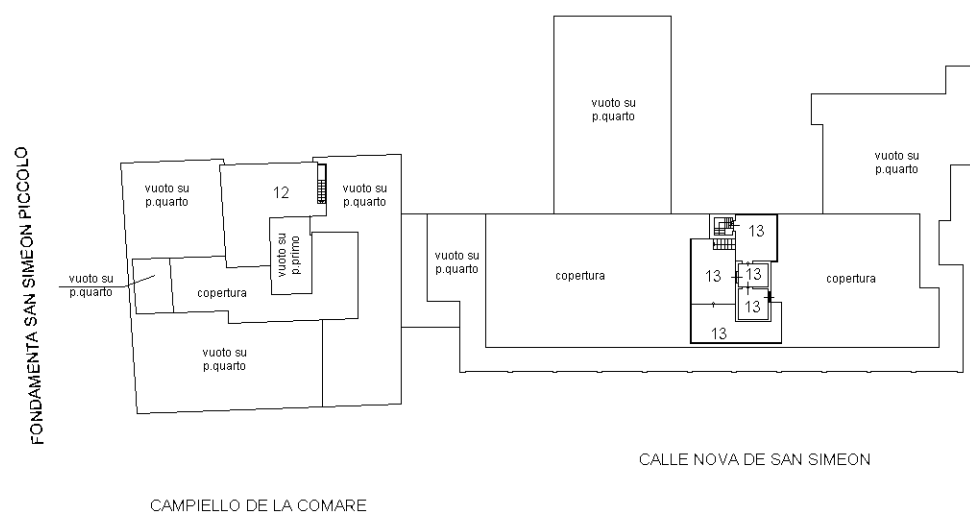 vuoto su
p.quarto
vuoto su
p.quarto
vuoto su
p.quarto
12
vuoto su
p.quarto
vuoto su
p.primo
13
vuoto su
p.quarto
copertura
13
13
copertura
vuoto su
p.quarto
copertura
13
13
vuoto su
p.quarto
FONDAMENTA SAN SIMEON PICCOLO
CALLE NOVA DE SAN SIMEON
CAMPIELLO DE LA COMARE